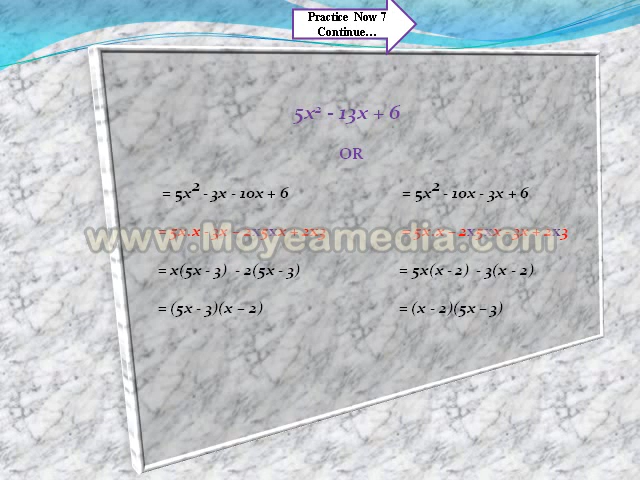 Practice Now 7
Continue...
5x² - 13x + 6
OR
= 5x² - 3x - 10x + 6
= 5x² - 10x - 3x + 6
www.Moyeamedia.com
= x(5x - 3) - 2(5x - 3)
= 5x(x - 2) - 3(x - 2)
= (5x - 3)(x – 2)
= (x - 2)(5x – 3)